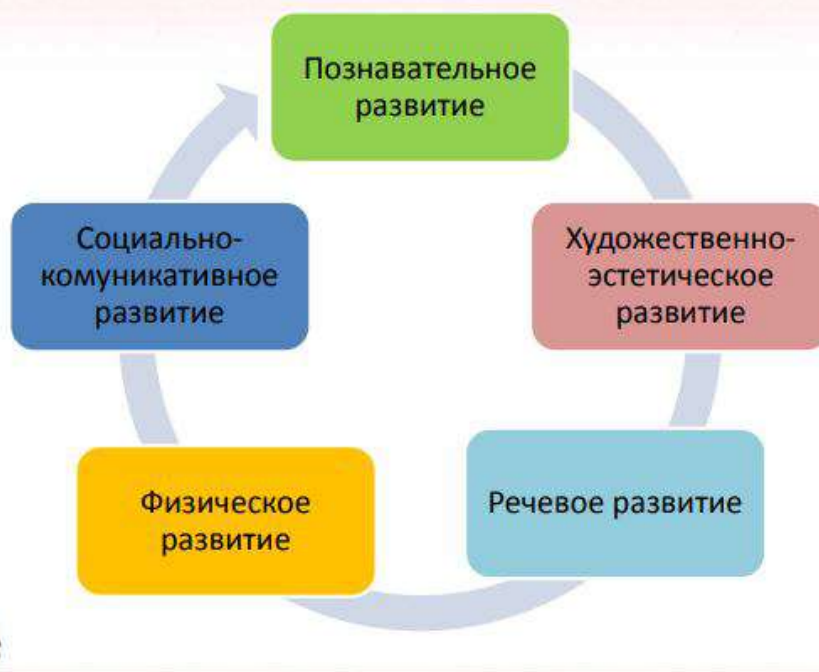 Познавательное
развитие
Художественно-
эстетическое
развитие
Речевое развитие
Физическое
развитие
Социально-
комуникативное
развитие